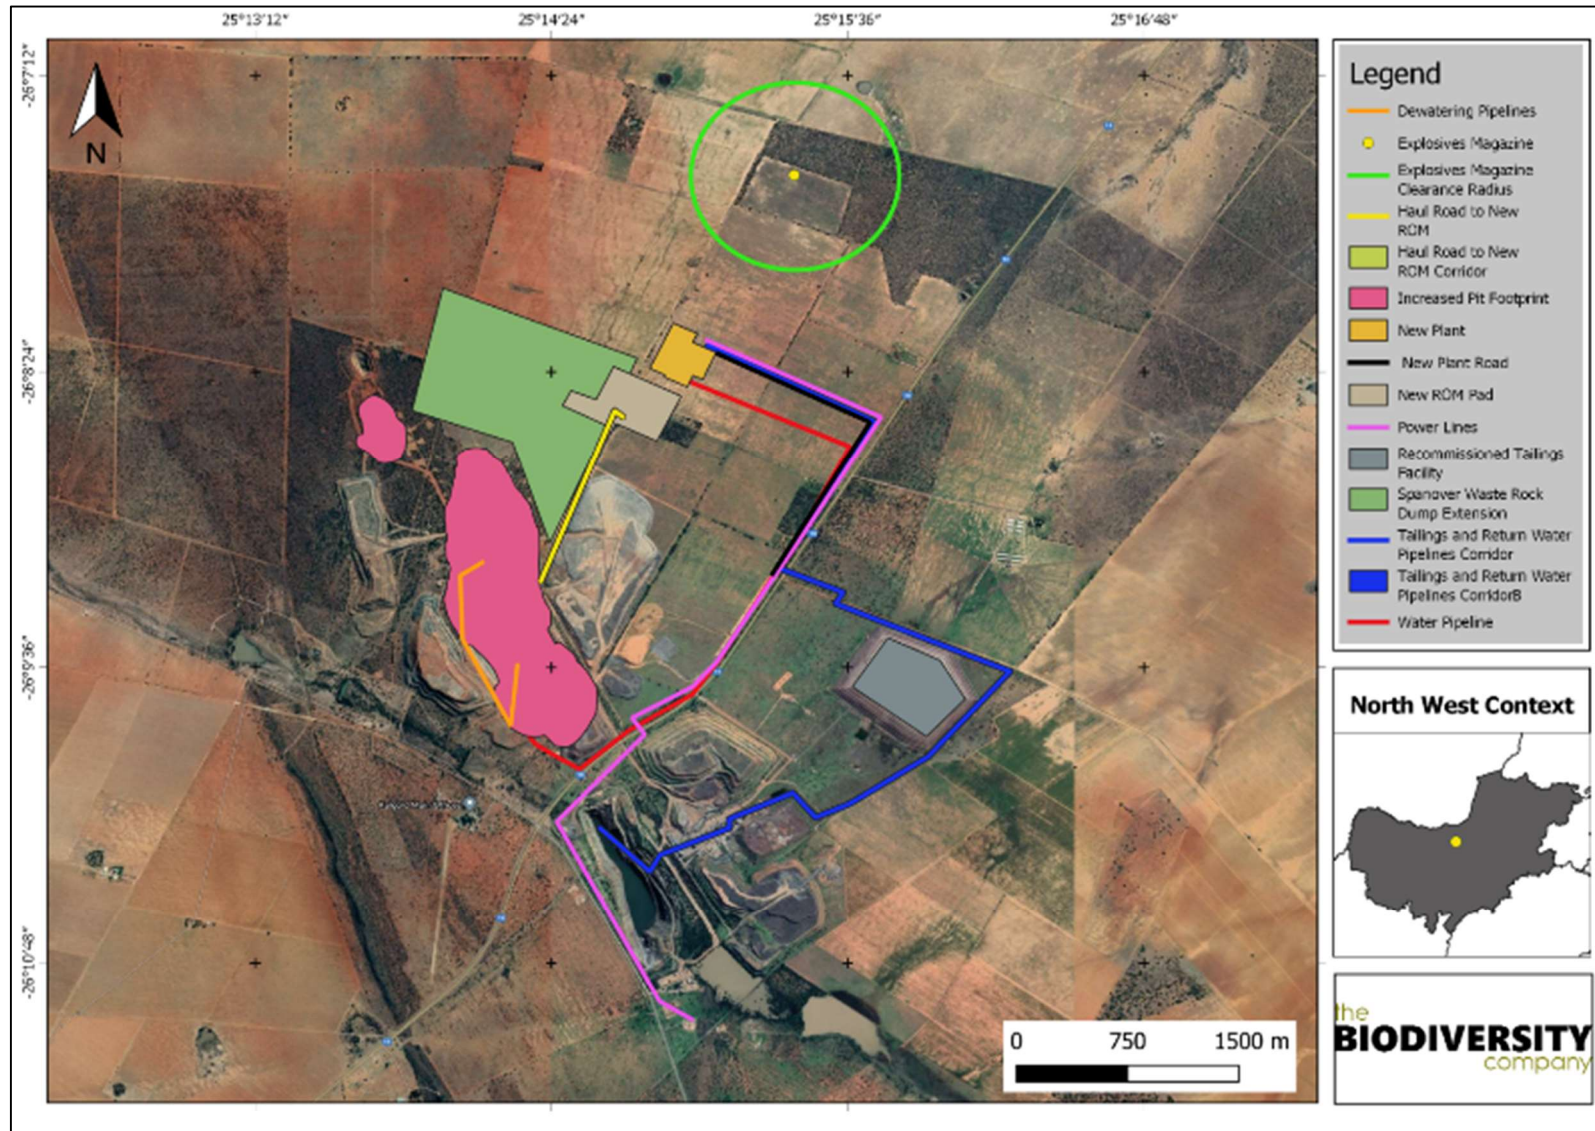 25°13'12"
25°14'24"
25°15'36"
25°16'48"
-26°7'12"
-26°8'24"
-26°9'36"
-26°10'48"
N
Legend
Dewatering Pipelines
Explosives Magazine
Explosives Magazine
Clearance Radius
Haul Road to New
ROM
Haul Road to New
ROM Corridor
Increased Pit Footprint
New Plant
New Plant Road
New ROM Pad
Power Lines
Recommissioned Tailings
Facility
Spanover Waste Rock
Dump Extension
Tailings and Return Water
Pipelines Corridor
Tailings and Return Water
Pipelines CorridorB
Water Pipeline
North West Context
0 750 1500 m
the
BIODIVERSITY
company